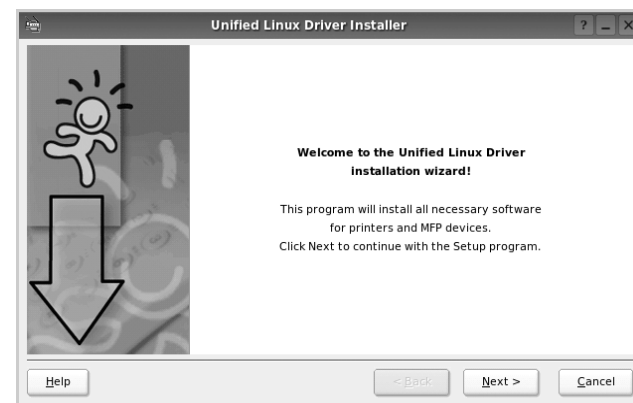 Unified Linux Driver Installer
? _ X
Welcome to the Unified Linux Driver
installation wizard!
This program will install all necessary software
for printers and MFP devices.
Click Next to continue with the Setup program.
Help
< Back
Next >
Cancel